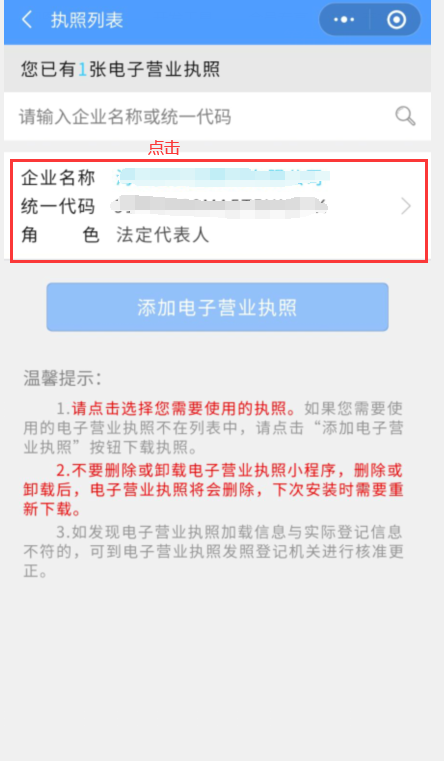 执照列表
您已有1张电子营业执照
请输入企业名称或统一代码
点击
企业名称
统一代码
角 色 法定代表人
添加电子营业执照
温馨提示：
1.请点击选择您需要使用的执照。如果您需要使
用的电子营业执照不在列表中，请点击“添加电子营
业执照”按钮下载执照。
2.不要删除或卸载电子营业执照小程序，删除或
卸载后，电子营业执照将会删除，下次安装时需要重
新下载。
3.如发现电子营业执照加载信息与实际登记信息
不符的，可到电子营业执照发照登记机关进行核准更
正。